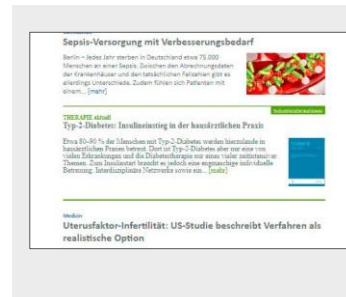 Sepsis-Versorgung mit Verbesserungsbedarf
Berlin – Jedes Jahr sterben in Deutschland etwa 75.000
Menschen an einer Sepsis. Zwischen den Abrechnungsdaten
der Krankenhäuser und den tatsächlichen Fallzahlen gibt es
allerdings Unterschiede. Zudem fühlen sich Patienten mit
einem... [mehr]
THERAPIE aktuell
Typ-2-Diabetes: Insulineinstieg in der hausärztlichen Praxis
Etwa 80-90 % der Menschen mit Typ-2-Diabetes werden hierzulande in
hausärztlichen Praxen betreut. Dort ist Typ-2-Diabetes aber nur eine von
vielen Erkrankungen und die Diabetestherapie nur eines vieler zeitintensiver
Themen. Zum Insulinstart braucht es jedoch eine engmaschige individuelle
Betreuung. Interdisziplinäre Netzwerke sowie ein... [mehr]
Medizin
Uterusfaktor-Infertilität: US-Studie beschreibt Verfahren als
realistische Option